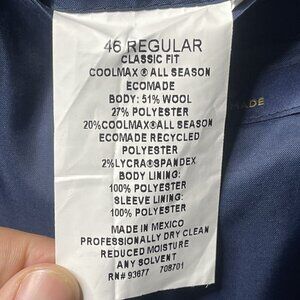 46 REGULAR
CLASSIC FIT
COOLMAX ® ALL SEASON
ECOMADE
BODY: 51% WOOL
27% POLYESTER
20%COOLMAX®ALL SEASON
ECOMADE RECYCLED
POLYESTER
2%LYCRA®SPANDEX
BODY LINING:
100% POLYESTER
SLEEVE LINING:
100% POLYESTER
MADE IN MEXICO
PROFESSIONALLY DRY CLEAN
REDUCED MOISTURE
ANY SOLVENT
RN# 93677 708701
MADE